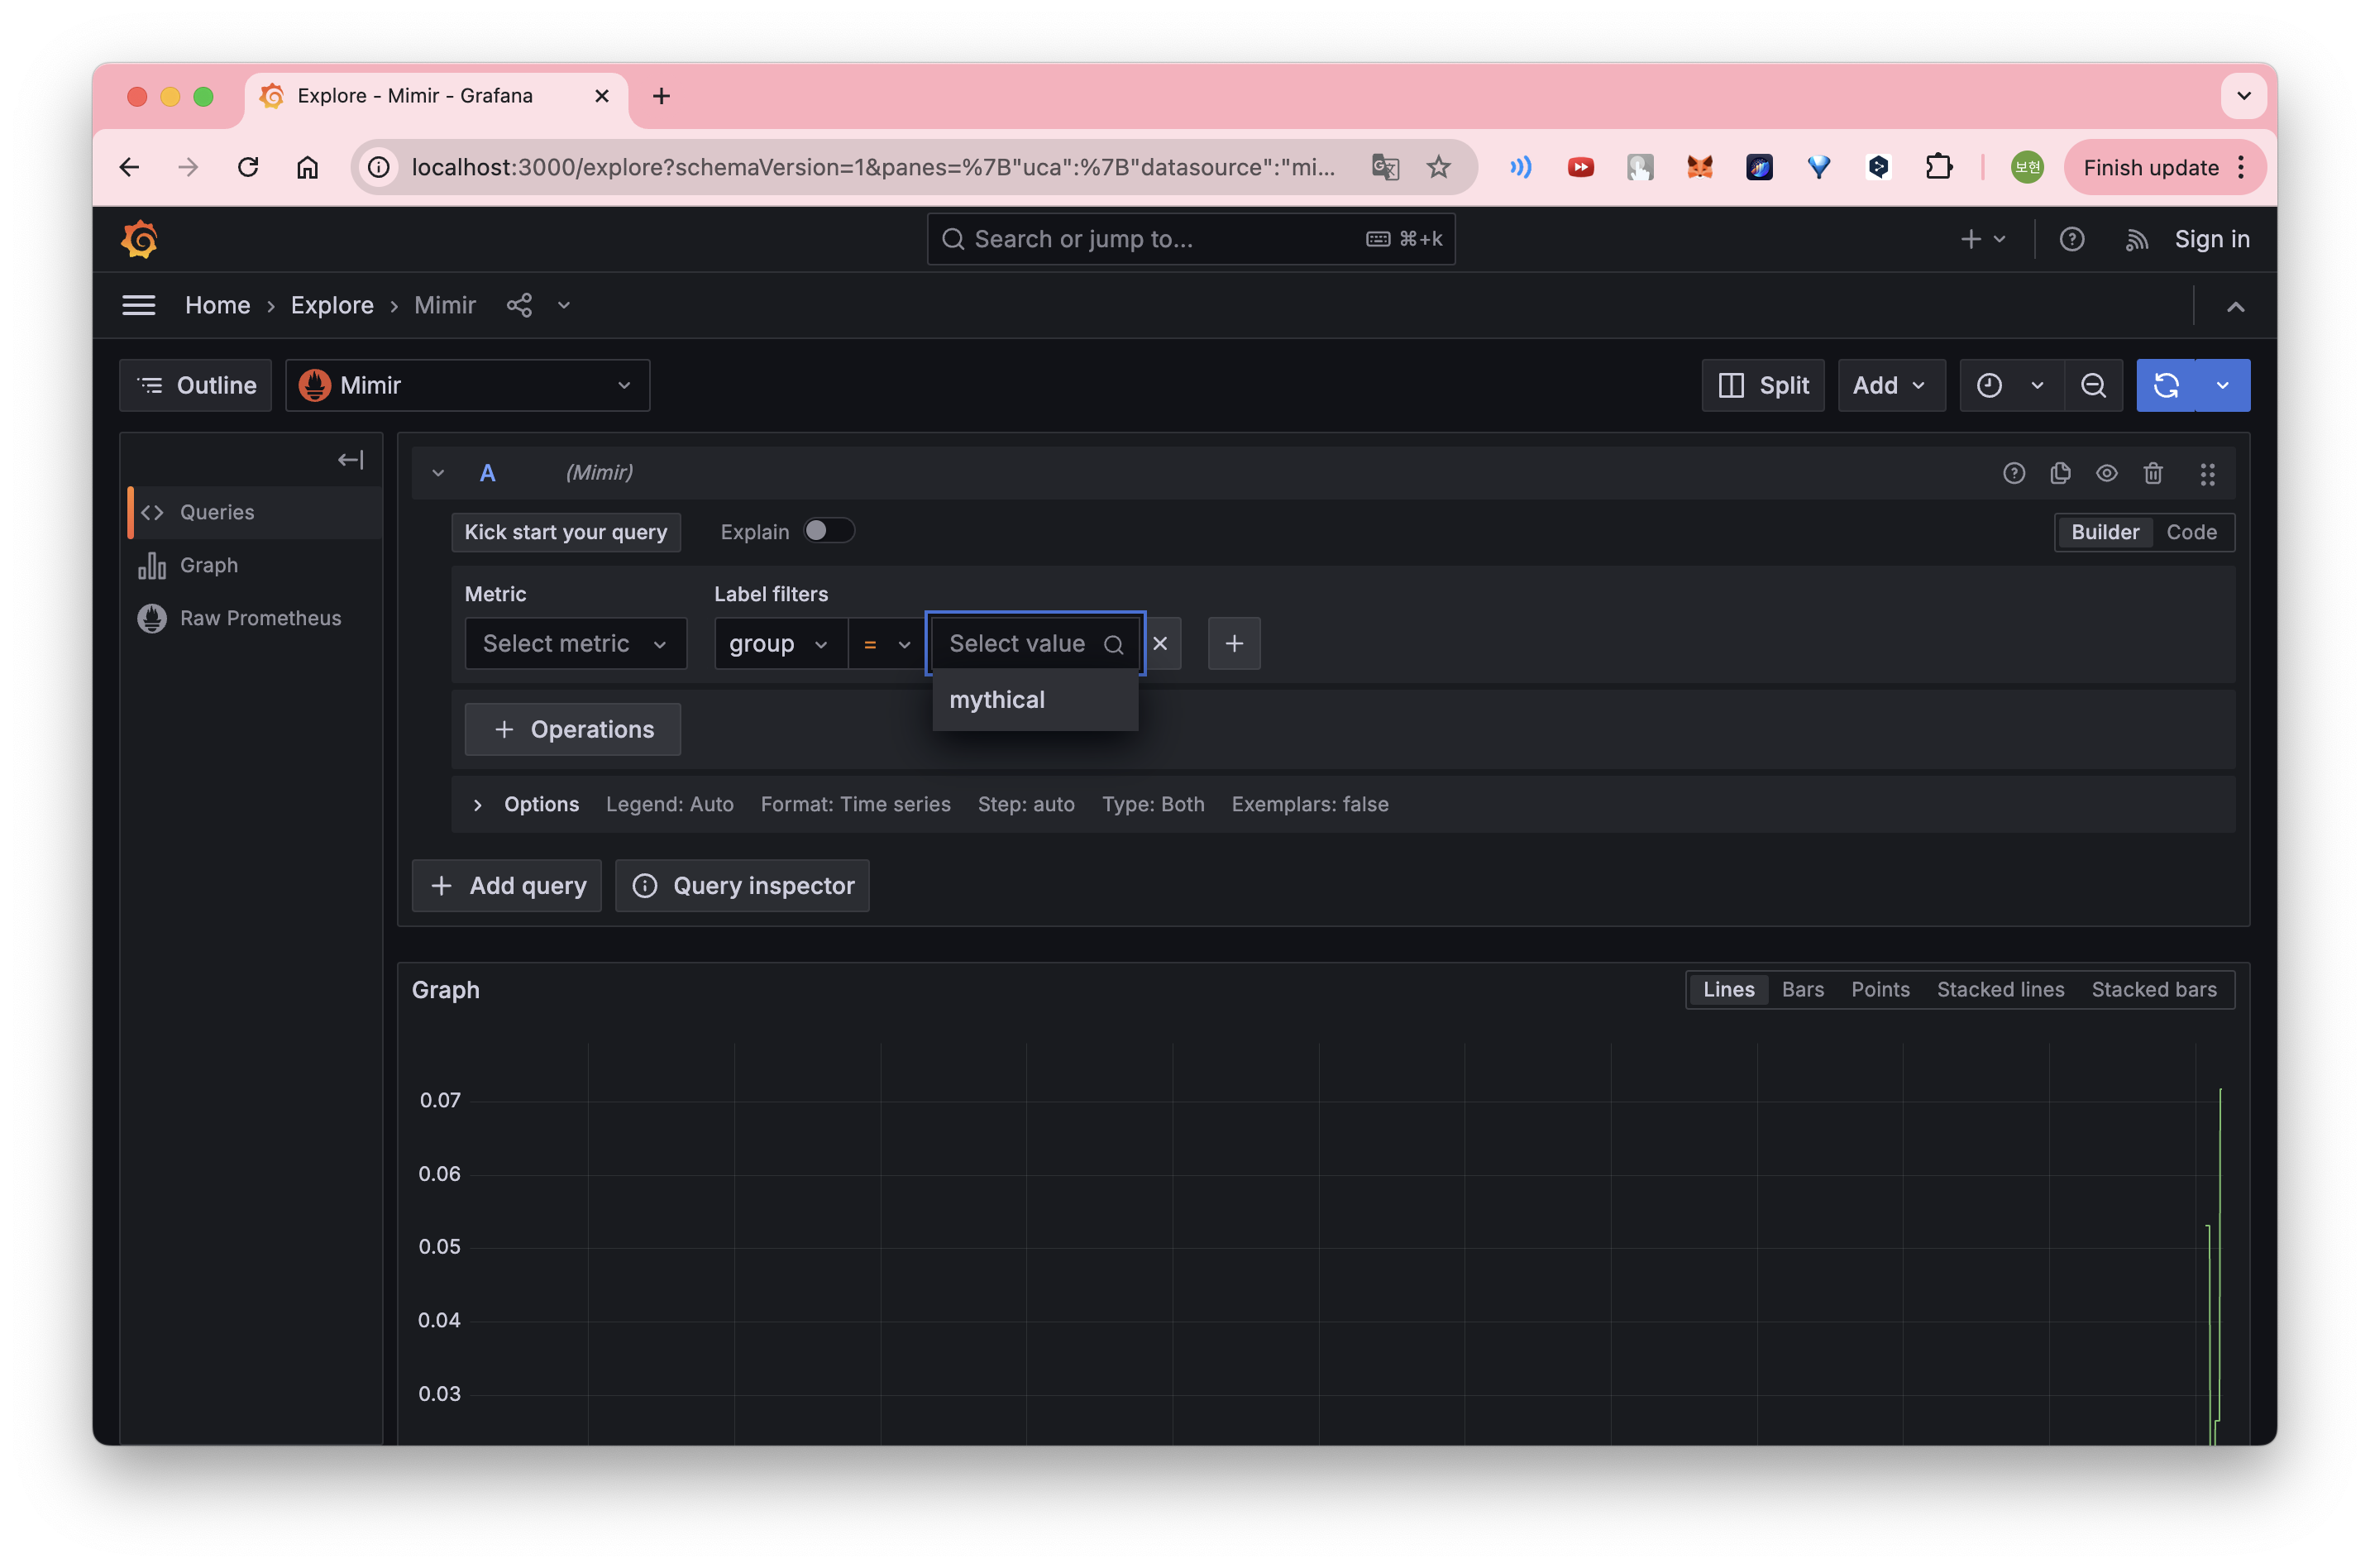 Explore - Mimir - Grafana
localhost:3000/explore?schemaVersion=1&panes=%7B"uca":%7B"datasource":"mi...
보현
Finish update
Search or jump to...
⌘+k
Sign in
Home › Explore › Mimir
Outline
Mimir
Split
Add
Queries
Graph
Raw Prometheus
A
(Mimir)
Kick start your query
Explain
Builder
Code
Metric
Label filters
Select metric
group
=
Select value
mythical
+ Operations
Options
Legend: Auto
Format: Time series
Step: auto
Type: Both
Exemplars: false
+ Add query
Query inspector
Graph
Lines
Bars
Points
Stacked lines
Stacked bars
0.07
0.06
0.05
0.04
0.03